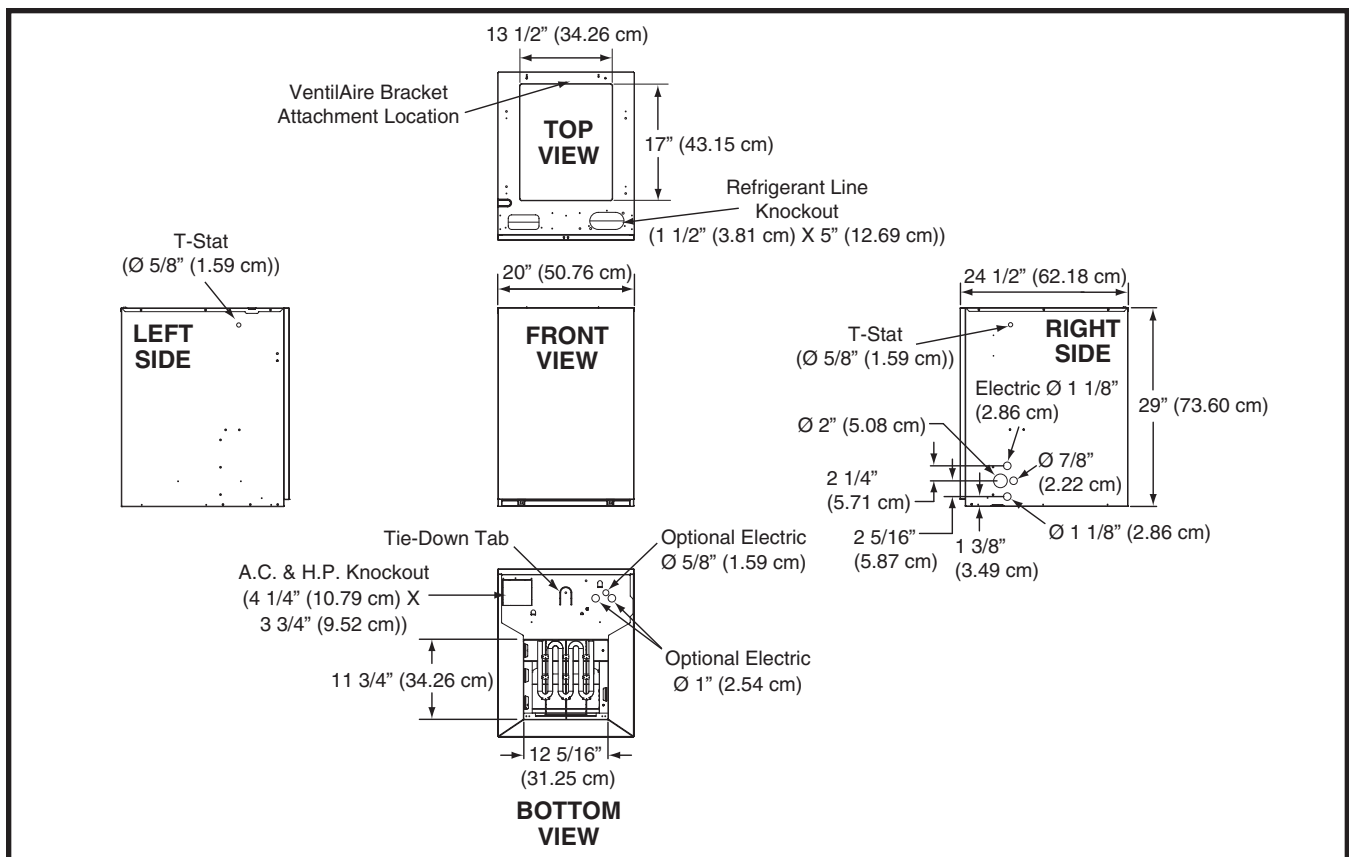 13 1/2” (34.26 cm)
VentilAire Bracket
Attachment Location
TOP
VIEW
17” (43.15 cm)
Refrigerant Line
Knockout
(1 1/2” (3.81 cm) X 5” (12.69 cm))
T-Stat
(Ø 5/8” (1.59 cm))
LEFT
SIDE
20” (50.76 cm)
FRONT
VIEW
24 1/2” (62.18 cm)
T-Stat
(Ø 5/8” (1.59 cm))
RIGHT
SIDE
Electric Ø 1 1/8”
(2.86 cm)
29” (73.60 cm)
Ø 2” (5.08 cm)
Ø 7/8”
(2.22 cm)
2 1/4”
(5.71 cm)
2 5/16”
(5.87 cm)
1 3/8”
(3.49 cm)
Ø 1 1/8” (2.86 cm)
Tie-Down Tab
Optional Electric
Ø 5/8” (1.59 cm)
A.C. & H.P. Knockout
(4 1/4” (10.79 cm) X
3 3/4” (9.52 cm))
11 3/4” (34.26 cm)
Optional Electric
Ø 1” (2.54 cm)
12 5/16”
(31.25 cm)
BOTTOM
VIEW